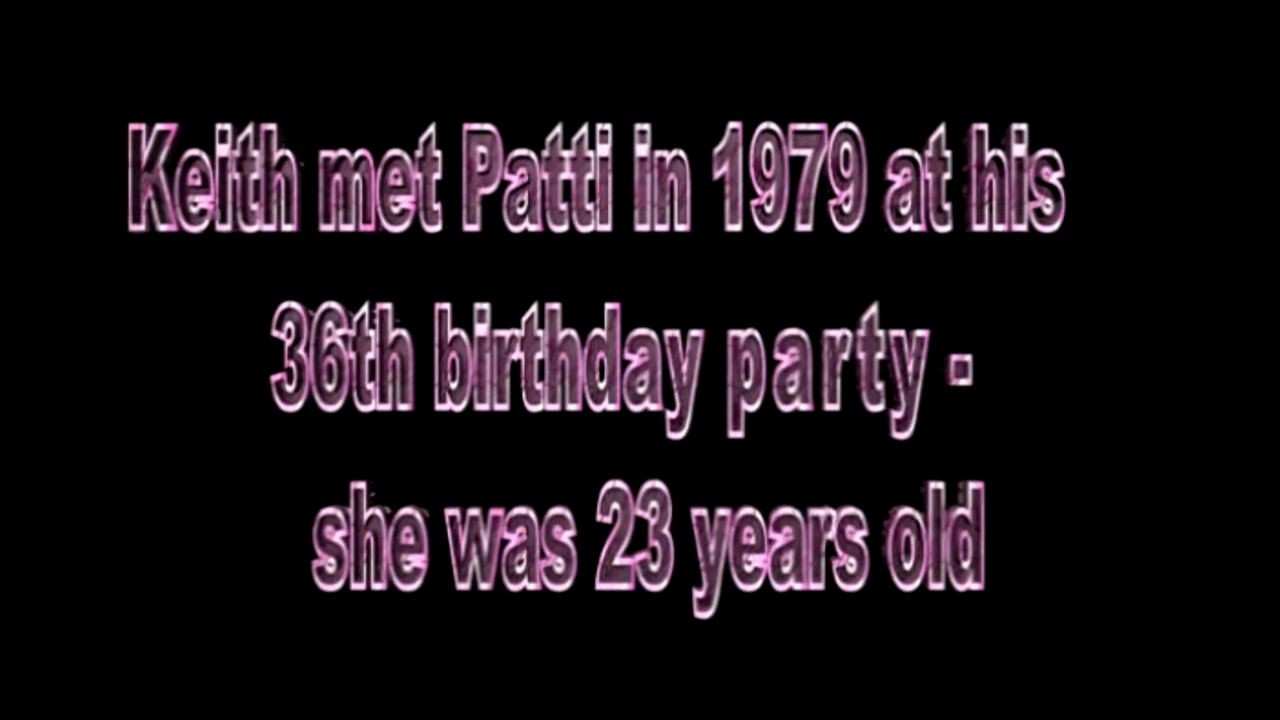 Keith met Patti in 1979 at his
36th birthday party -
she was 23 years old